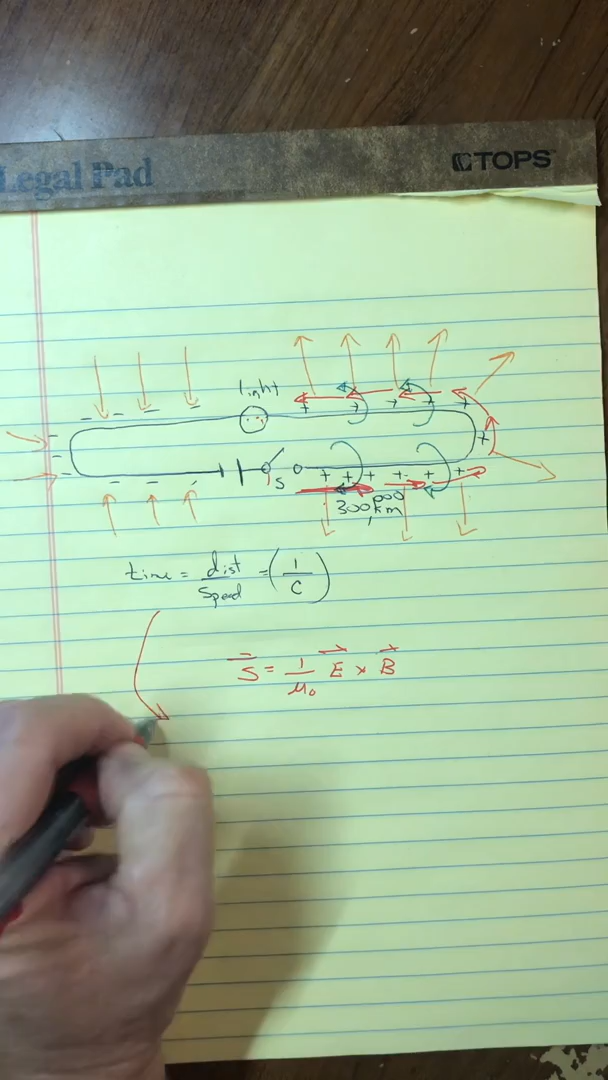 Legal Pad
TOPS
light
S
300,000 km
time = dist / Speed = (1 / C)
S = 1 / μ₀ E × B